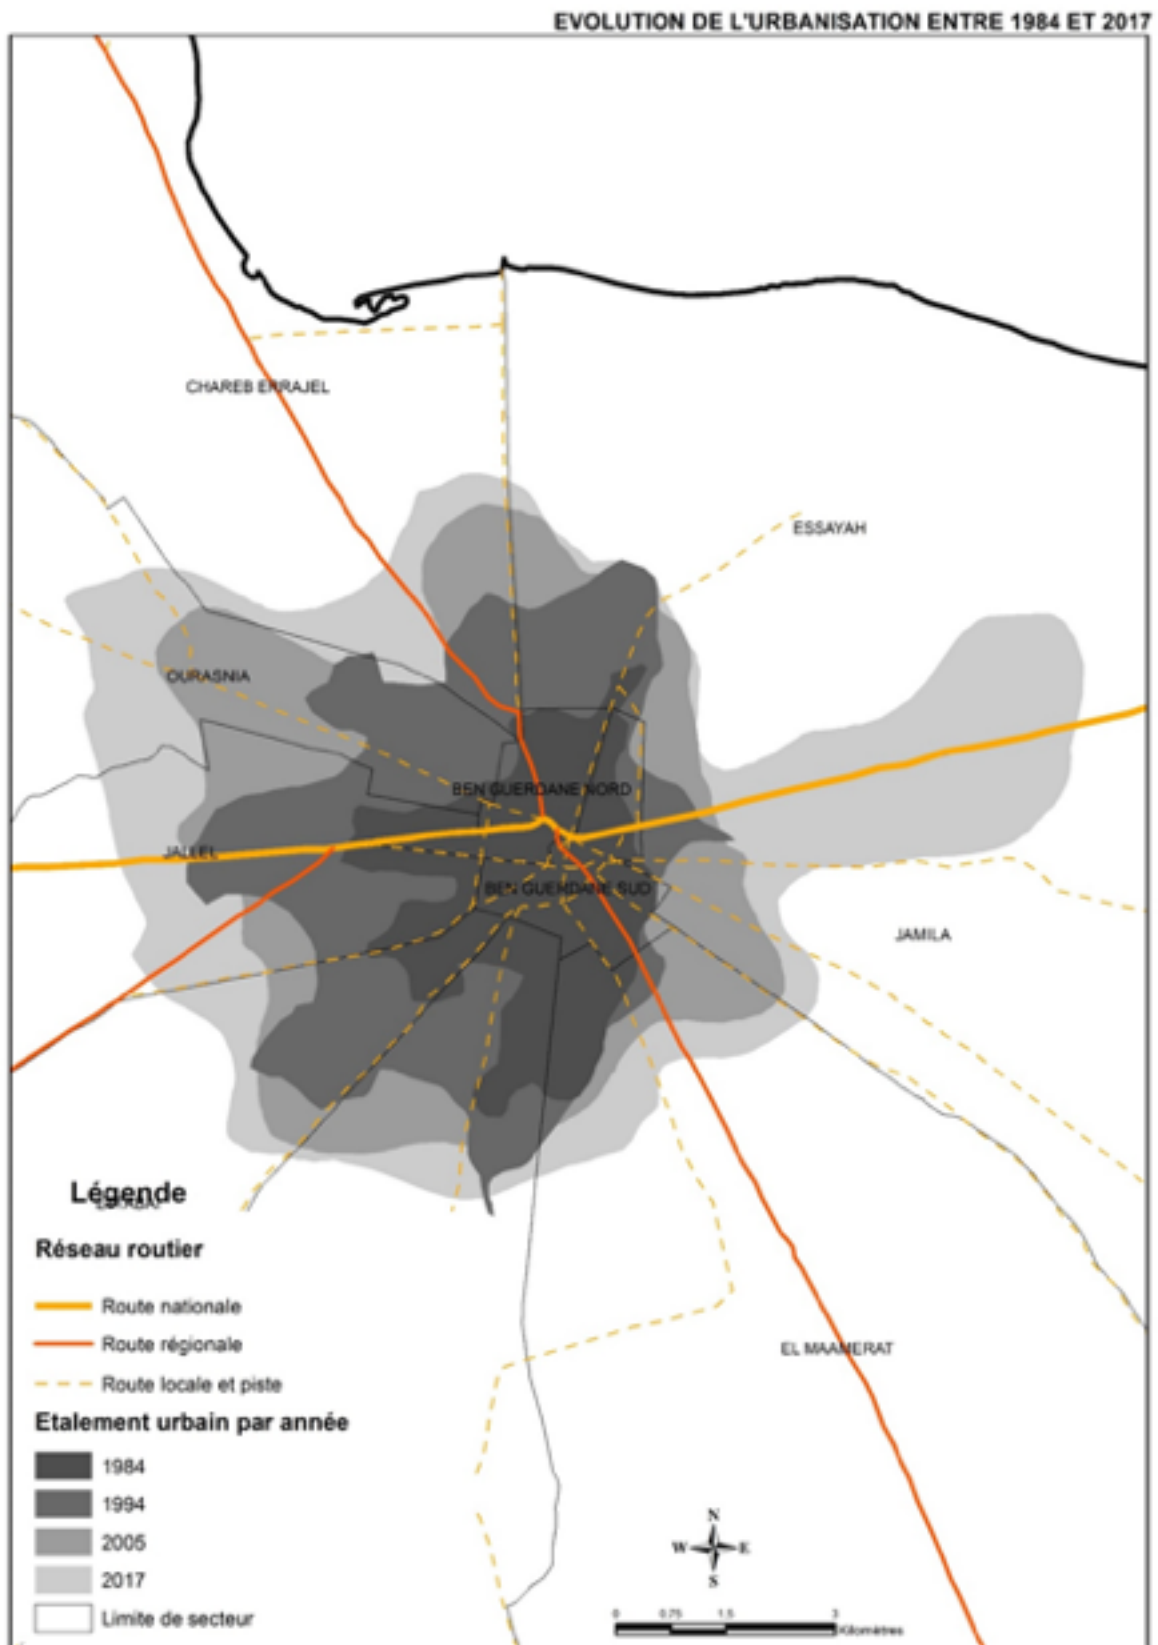 EVOLUTION DE L'URBANISATION ENTRE 1984 ET 2017
CHAREB ERRAJEL
ESSAYAH
OURASNIA
BEN GUERDANE NORD
JALLEL
BEN GUERDANE SUD
JAMILA
Légende
Réseau routier
Route nationale
Route régionale
EL MAAMERAT
Route locale et piste
Etalement urbain par année
1984
1994
2005
2017
Limite de secteur
N
W E
S
0 0.75 1.5 3
Kilomètres